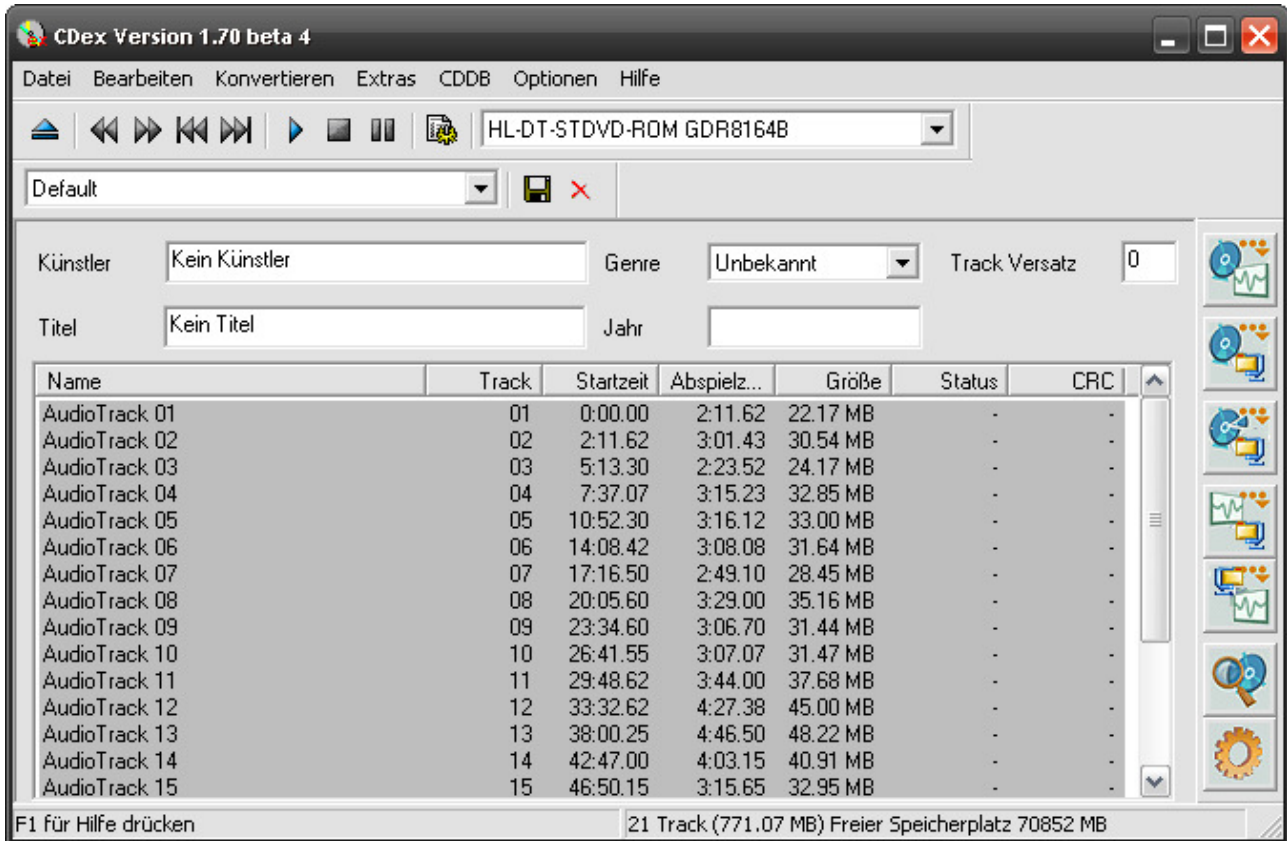 CDex Version 1.70 beta 4
Datei Bearbeiten Konvertieren Extras CDDB Optionen Hilfe
HL-DT-STDVD-ROM GDR8164B
Default
Künstler Kein Künstler Genre Unbekannt Track Versatz 0
Titel Kein Titel Jahr
Name Track Startzeit Abspielz... Größe Status CRC
AudioTrack 01 01 0:00.00 2:11.62 22.17 MB - -
AudioTrack 02 02 2:11.62 3:01.43 30.54 MB - -
AudioTrack 03 03 5:13.30 2:23.52 24.17 MB - -
AudioTrack 04 04 7:37.07 3:15.23 32.85 MB - -
AudioTrack 05 05 10:52.30 3:16.12 33.00 MB - -
AudioTrack 06 06 14:08.42 3:08.08 31.64 MB - -
AudioTrack 07 07 17:16.50 2:49.10 28.45 MB - -
AudioTrack 08 08 20:05.60 3:29.00 35.16 MB - -
AudioTrack 09 09 23:34.60 3:06.70 31.44 MB - -
AudioTrack 10 10 26:41.55 3:07.07 31.47 MB - -
AudioTrack 11 11 29:48.62 3:44.00 37.68 MB - -
AudioTrack 12 12 33:32.62 4:27.38 45.00 MB - -
AudioTrack 13 13 38:00.25 4:46.50 48.22 MB - -
AudioTrack 14 14 42:47.00 4:03.15 40.91 MB - -
AudioTrack 15 15 46:50.15 3:15.65 32.95 MB - -
F1 für Hilfe drücken 21 Track (771.07 MB) Freier Speicherplatz 70852 MB